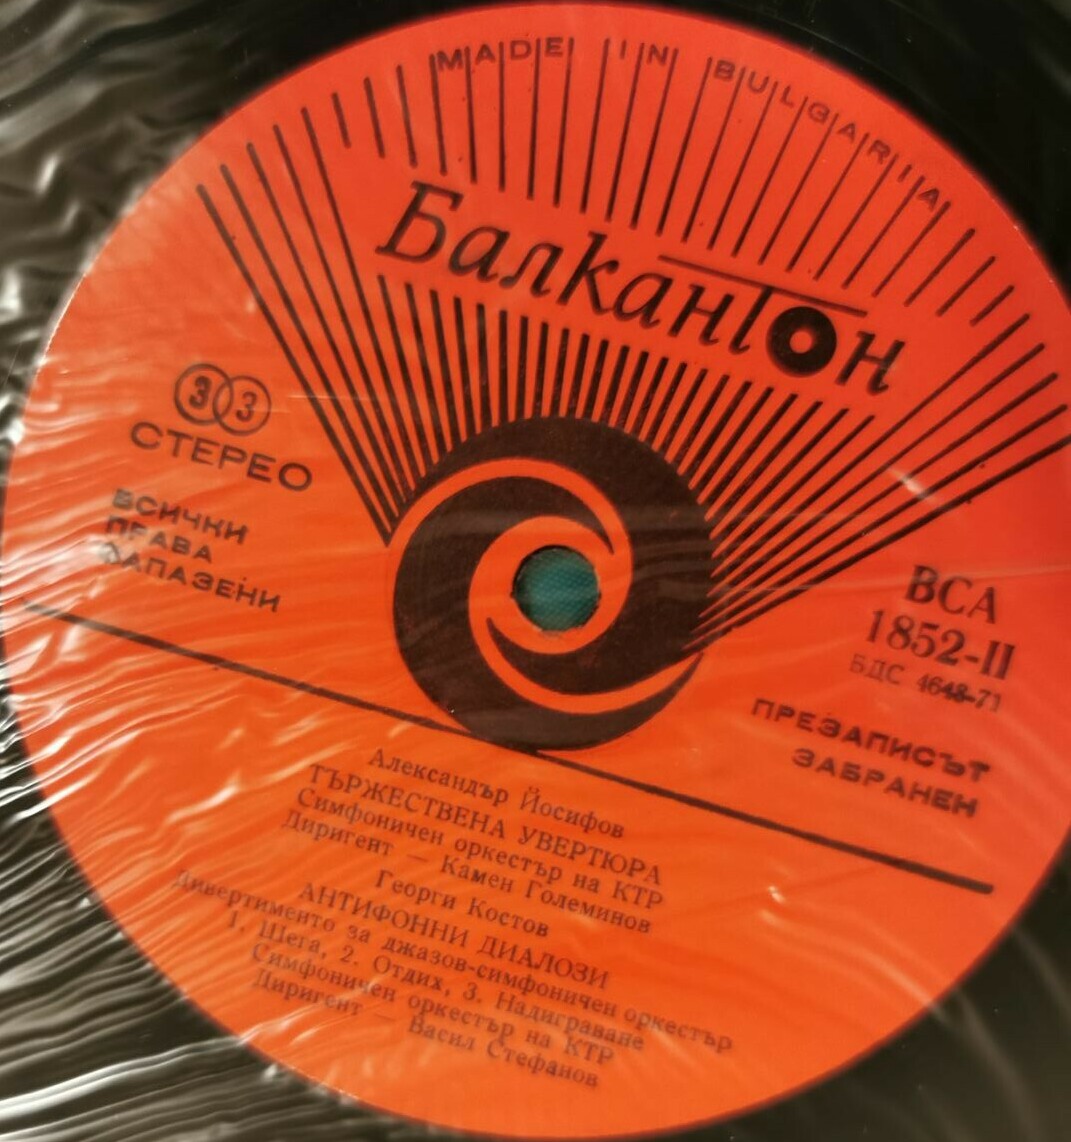 MADE IN BULGARIA
Балкантон
33
СТЕРЕО
ВСИЧКИ
ПРАВА
ЗАПАЗЕНИ
ВСА
1852-II
БДС 4648-71
ПРЕЗАПИСЪТ
ЗАБРАНЕН
Александър Йосифов
ТЪРЖЕСТВЕНА УВЕРТЮРА
Симфоничен оркестър на КТР
Диригент — Камен Големинов
Георги Костов
АНТИФОННИ ДИАЛОЗИ
Дивертименто за джазов-симфоничен оркестър
1. Шега, 2. Отдих, 3. Надиграване
Симфоничен оркестър на КТР
Диригент — Васил Стефанов